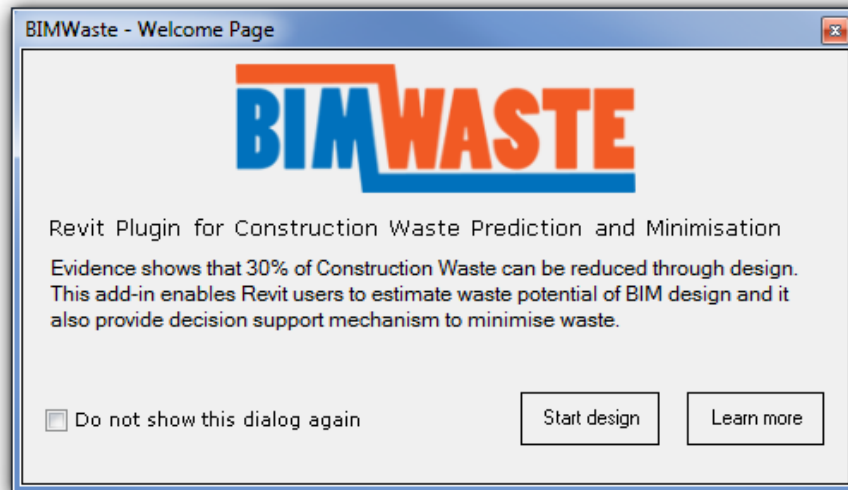 BIMWaste - Welcome Page
BIMWASTE
Revit Plugin for Construction Waste Prediction and Minimisation
Evidence shows that 30% of Construction Waste can be reduced through design.
This add-in enables Revit users to estimate waste potential of BIM design and it
also provide decision support mechanism to minimise waste.
Do not show this dialog again
Start design
Learn more